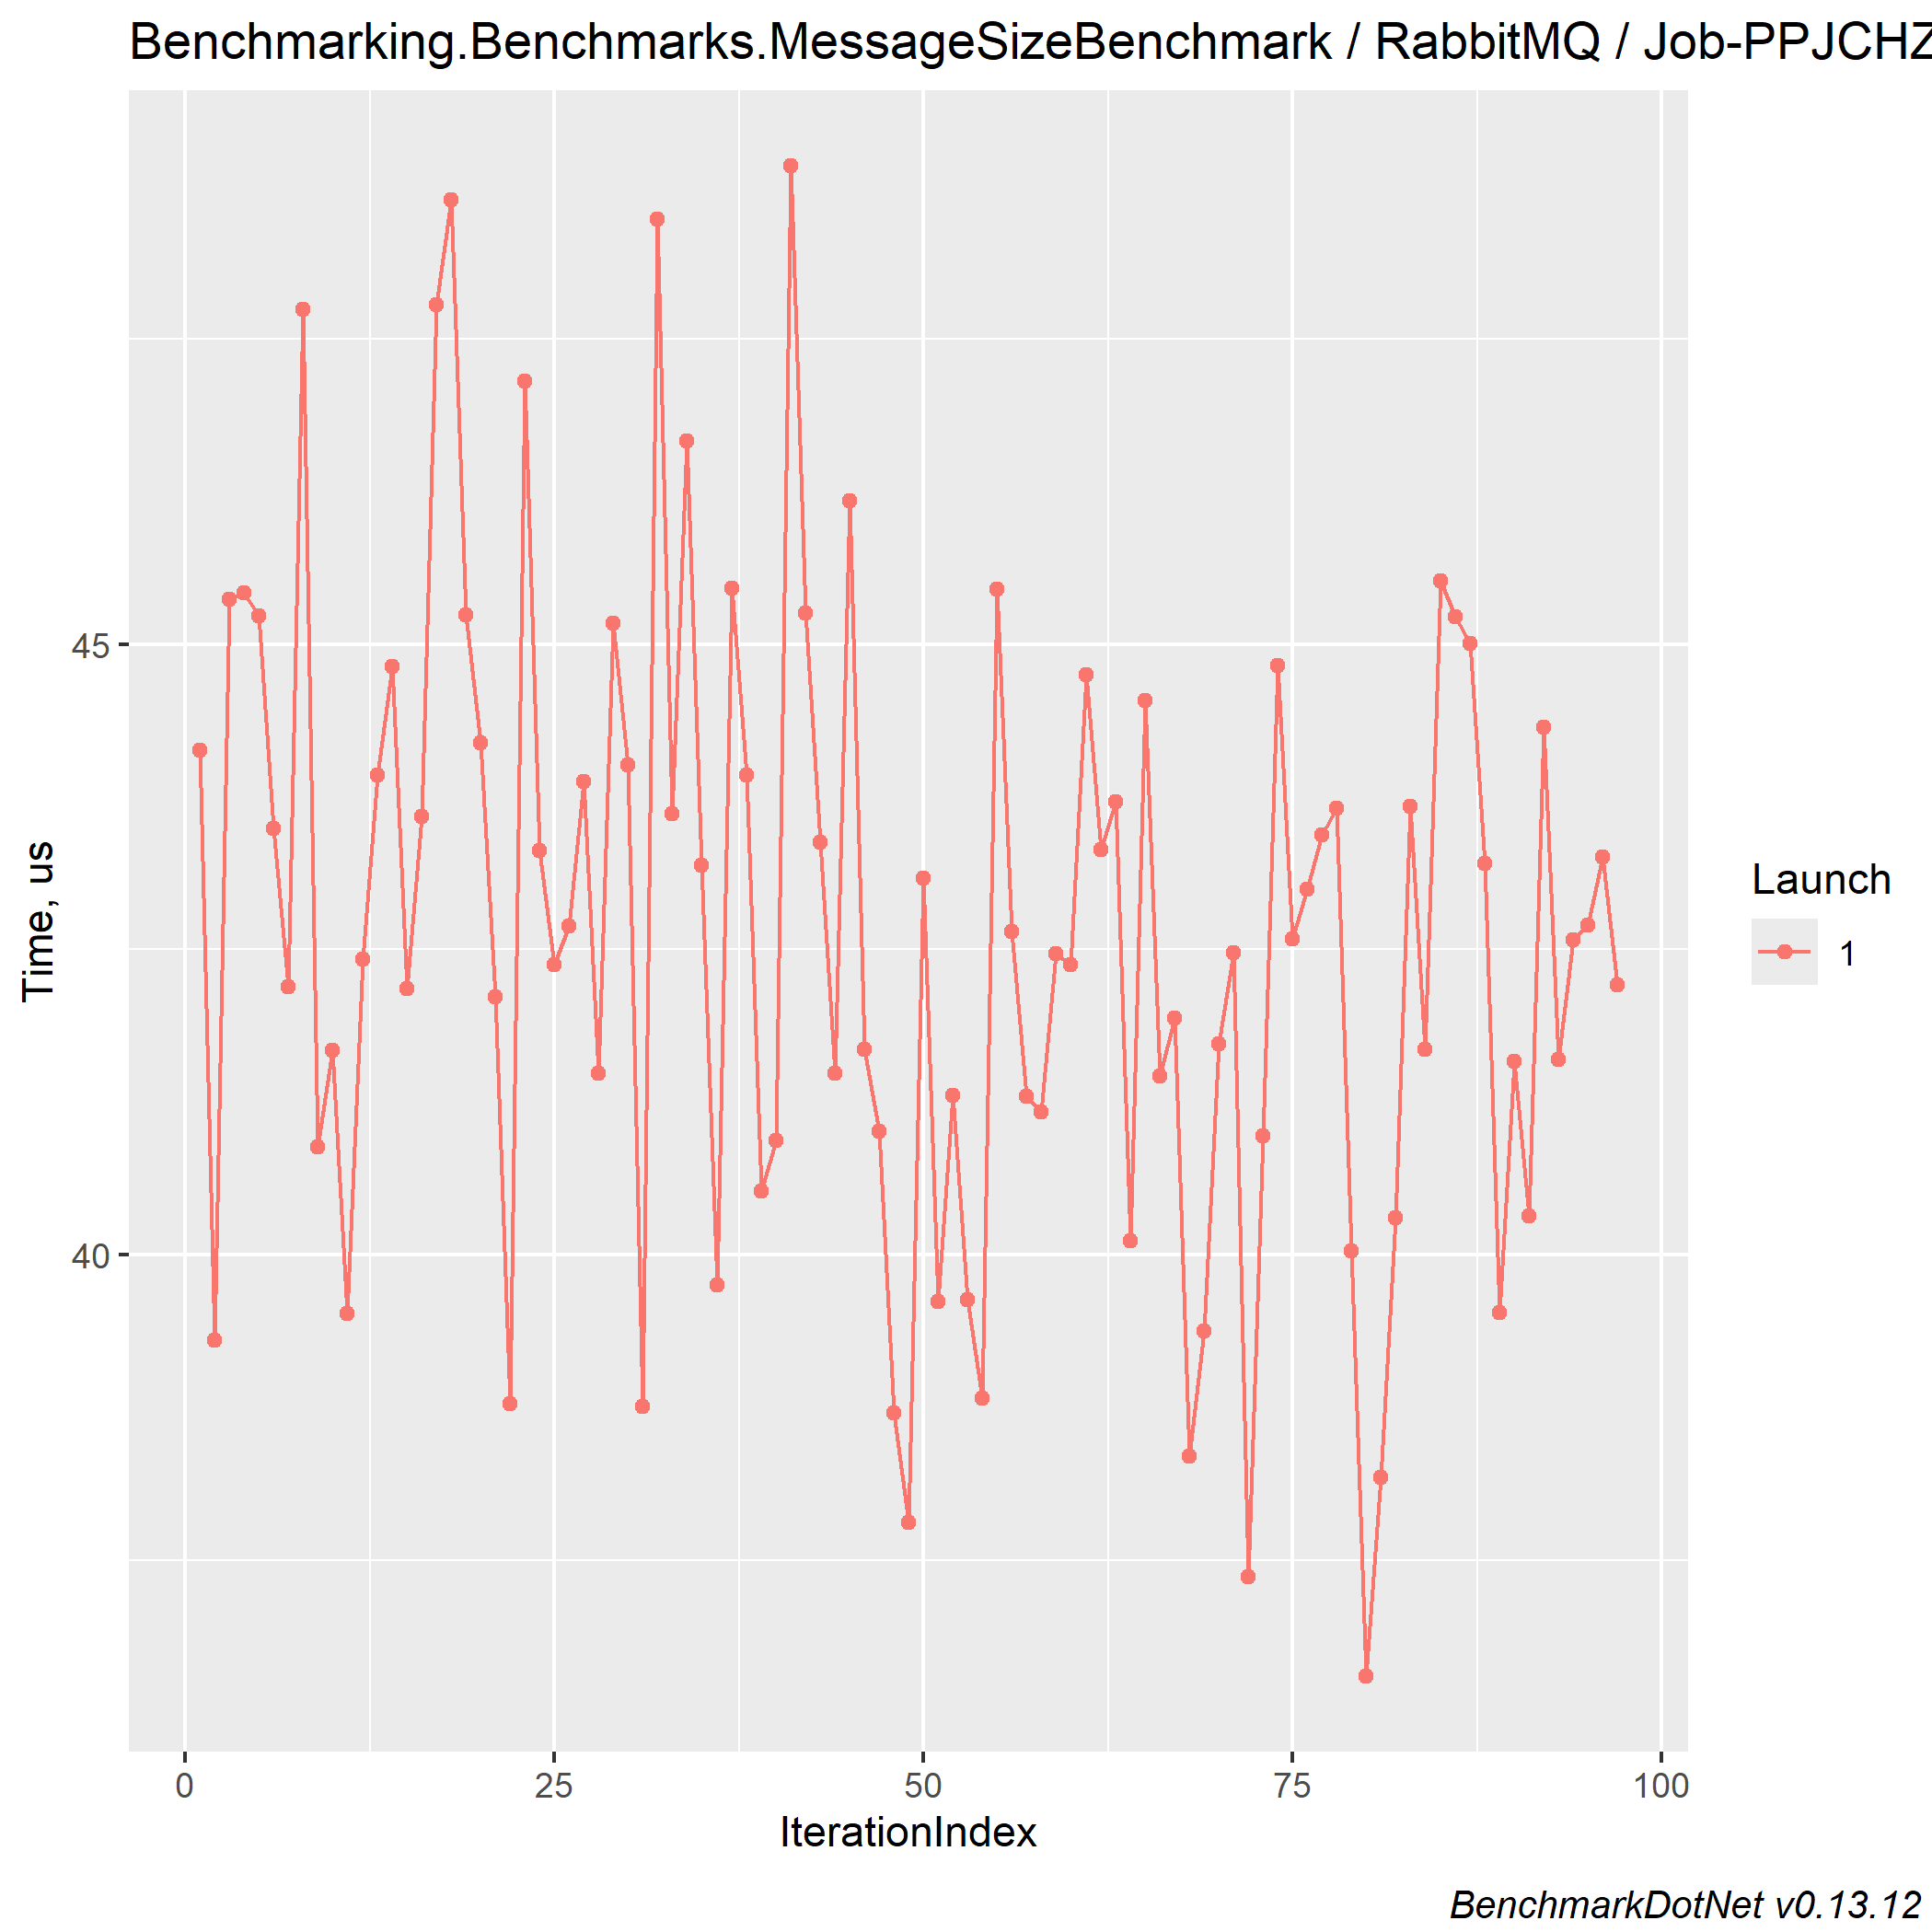 Benchmarking.Benchmarks.MessageSizeBenchmark / RabbitMQ / Job-PPJCHZ
45
40
Time, us
0 25 50 75 100
IterationIndex
Launch
1
BenchmarkDotNet v0.13.12